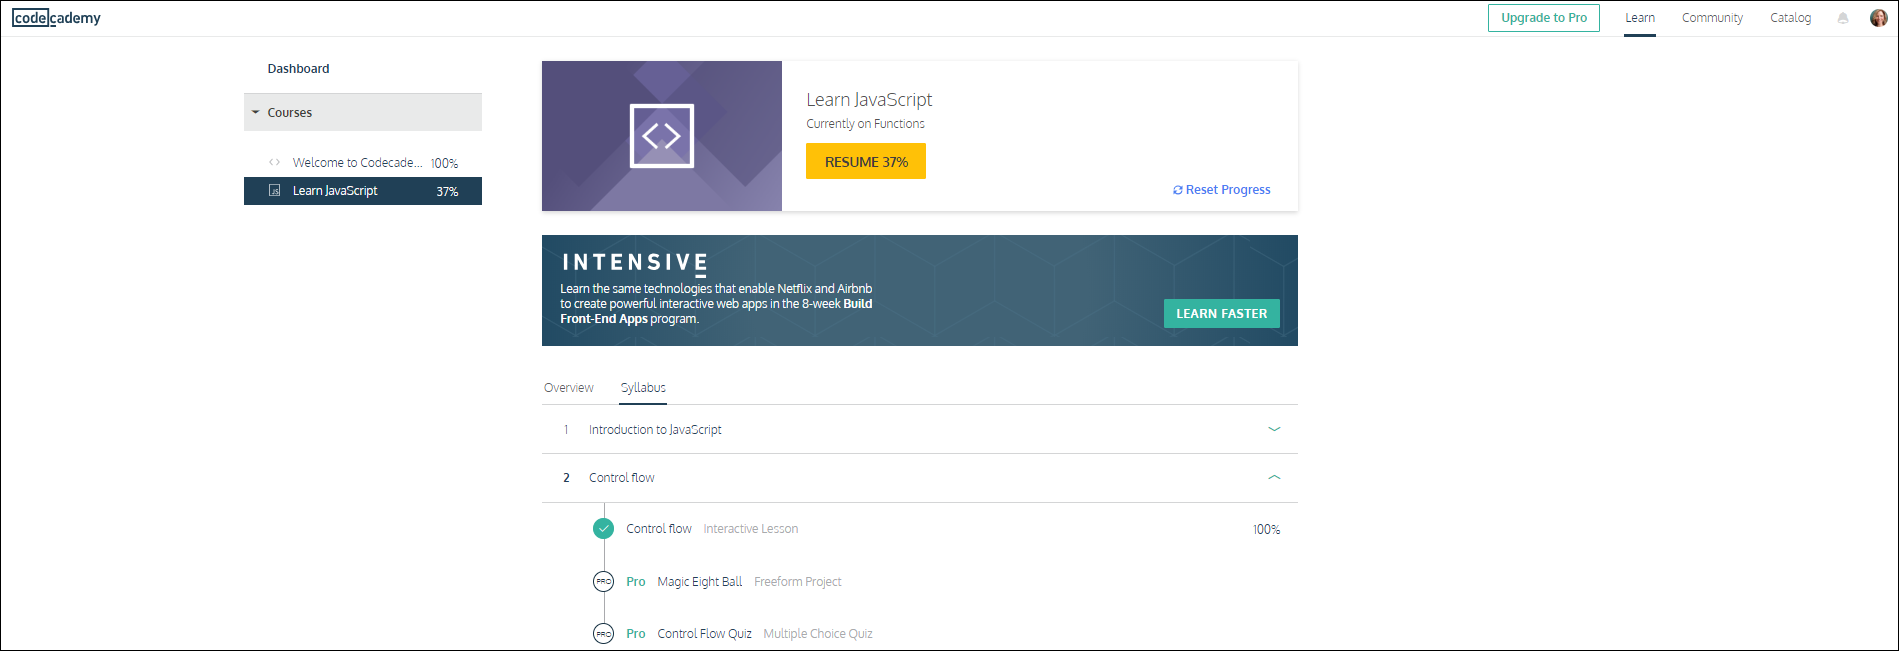 codecademy
Upgrade to Pro
Learn
Community
Catalog
Dashboard
Courses
Welcome to Codecade... 100%
Learn JavaScript 37%
Learn JavaScript
Currently on Functions
RESUME 37%
Reset Progress
INTENSIVE
Learn the same technologies that enable Netflix and Airbnb
to create powerful interactive web apps in the 8-week Build
Front-End Apps program.
LEARN FASTER
Overview Syllabus
1 Introduction to JavaScript
2 Control flow
Control flow Interactive Lesson 100%
PRO Pro Magic Eight Ball Freeform Project
PRO Pro Control Flow Quiz Multiple Choice Quiz